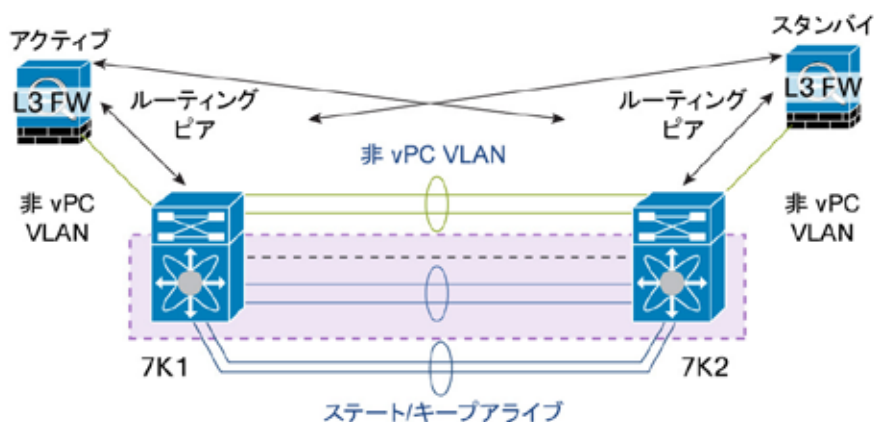 アクティブ
スタンバイ
L3 FW
L3 FW
ルーティング
ピア
ルーティング
ピア
非 vPC VLAN
非 vPC
VLAN
非 vPC
VLAN
7K1
7K2
ステート/キープアライブ